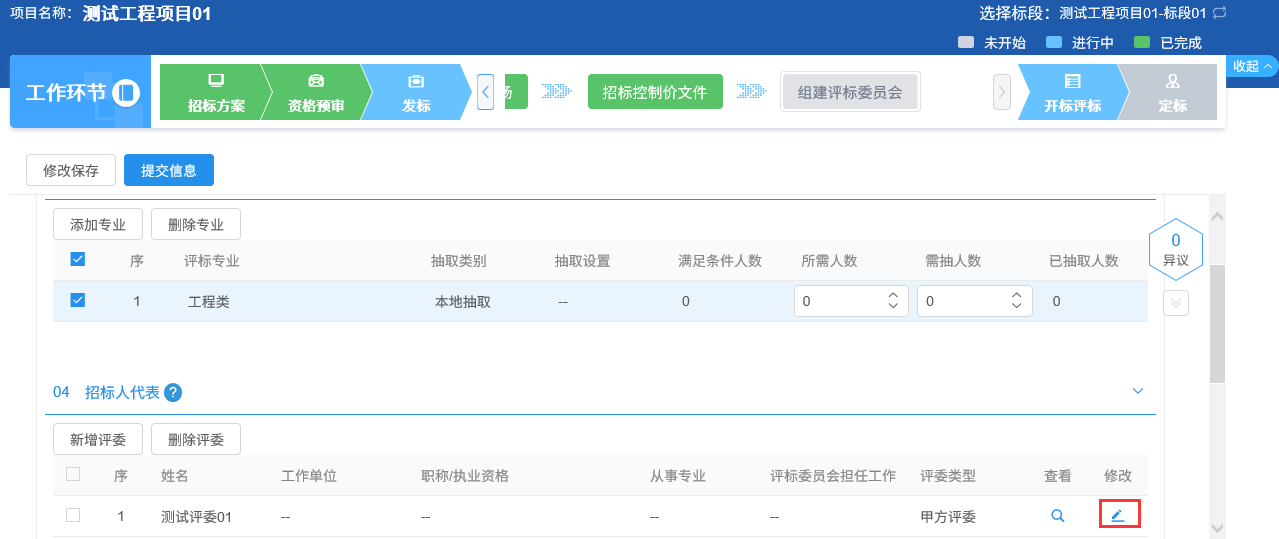 项目名称： 测试工程项目01
选择标段：测试工程项目01-标段01
未开始 进行中 已完成
收起
工作环节
招标方案 资格预审 发标
招标控制价文件 组建评标委员会
开标评标 定标
修改保存 提交信息
添加专业 删除专业
0
异议
序 评标专业 抽取类别 抽取设置 满足条件人数 所需人数 需抽人数 已抽取人数
1 工程类 本地抽取 -- 0 0 0 0
04 招标人代表 ?
新增评委 删除评委
序 姓名 工作单位 职称/执业资格 从事专业 评标委员会担任工作 评委类型 查看 修改
1 测试评委01 -- -- -- -- 甲方评委